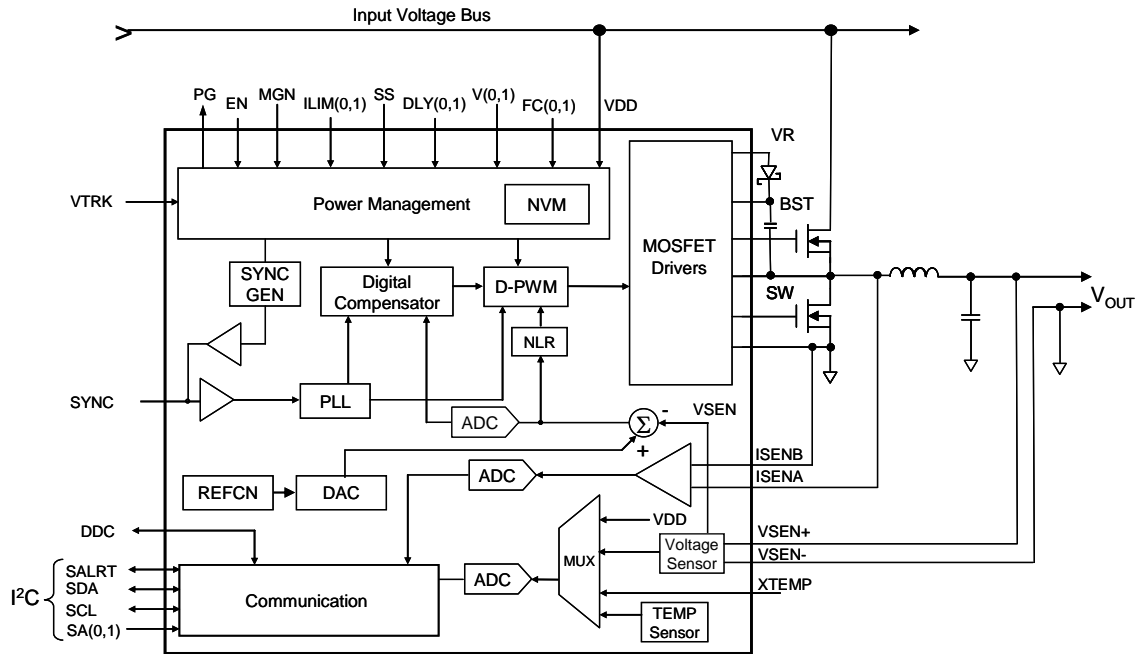 Input Voltage Bus
PG
EN
MGN
ILIM(0,1)
SS
DLY(0,1)
V(0,1)
FC(0,1)
VDD
VR
VTRK
Power Management
NVM
BST
MOSFET
Drivers
SYNC
GEN
Digital
Compensator
D-PWM
SW
VOUT
NLR
SYNC
PLL
ADC
Σ
-
+
VSEN
ISENB
ISENA
ADC
REFCN
DAC
DDC
VDD
MUX
Voltage
Sensor
VSEN+
VSEN-
XTEMP
TEMP
Sensor
I²C
SALRT
SDA
SCL
SA(0,1)
Communication
ADC